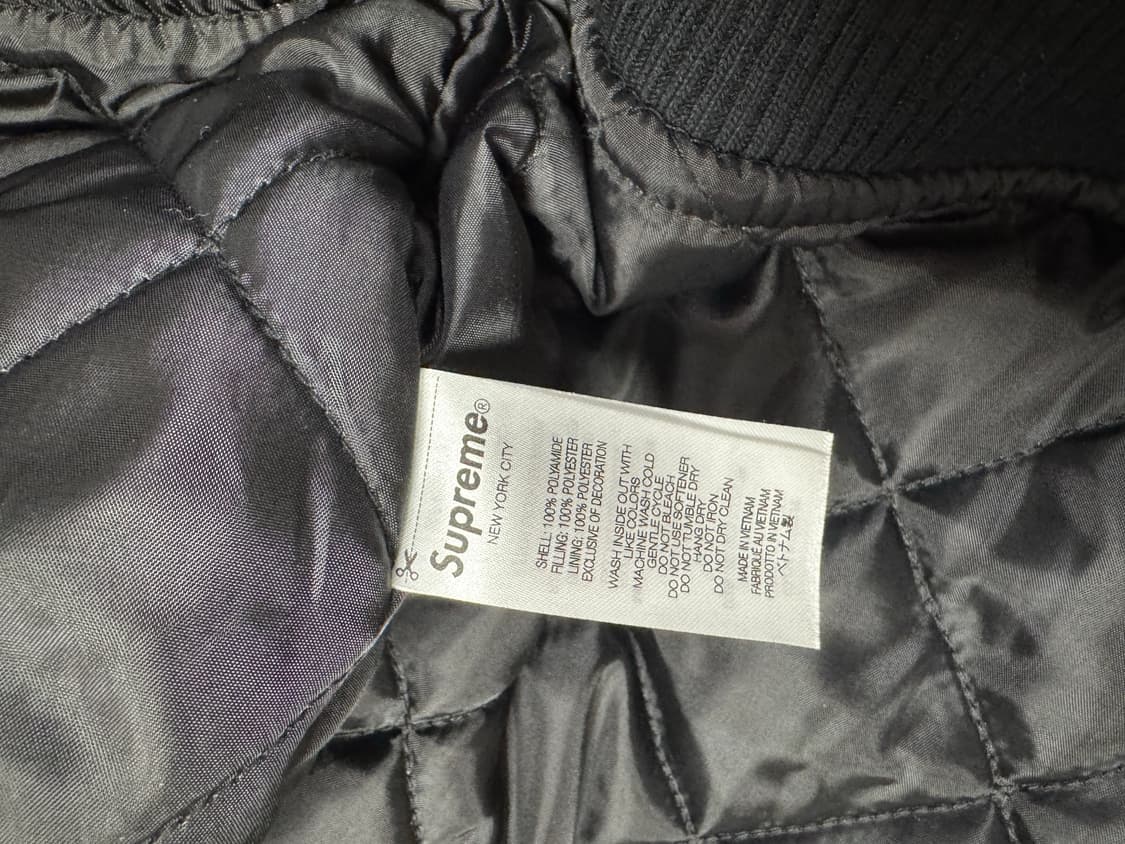 Supreme®
NEW YORK CITY
SHELL: 100% POLYAMIDE
FILLING: 100% POLYESTER
LINING: 100% POLYESTER
EXCLUSIVE OF DECORATION
WASH INSIDE OUT WITH
LIKE COLORS
MACHINE WASH COLD
GENTLE CYCLE
DO NOT BLEACH
DO NOT USE SOFTENER
DO NOT TUMBLE DRY
HANG DRY
DO NOT IRON
DO NOT DRY CLEAN
MADE IN VIETNAM
FABRIQUÉ AU VIETNAM
PRODOTTO IN VIETNAM
ベトナム製